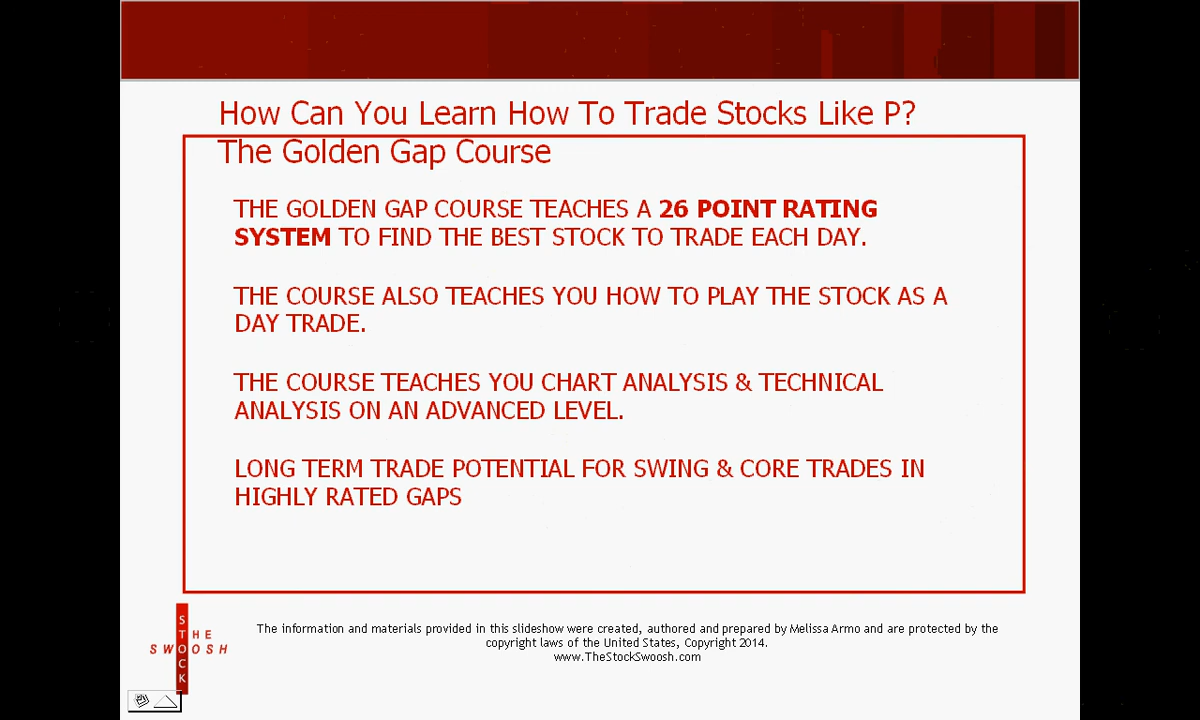 How Can You Learn How To Trade Stocks Like P?
The Golden Gap Course
THE GOLDEN GAP COURSE TEACHES A 26 POINT RATING
SYSTEM TO FIND THE BEST STOCK TO TRADE EACH DAY.
THE COURSE ALSO TEACHES YOU HOW TO PLAY THE STOCK AS A
DAY TRADE.
THE COURSE TEACHES YOU CHART ANALYSIS & TECHNICAL
ANALYSIS ON AN ADVANCED LEVEL.
LONG TERM TRADE POTENTIAL FOR SWING & CORE TRADES IN
HIGHLY RATED GAPS
THE
STOCK
SWOOSH
The information and materials provided in this slideshow were created, authored and prepared by Melissa Armo and are protected by the
copyright laws of the United States, Copyright 2014.
www.TheStockSwoosh.com